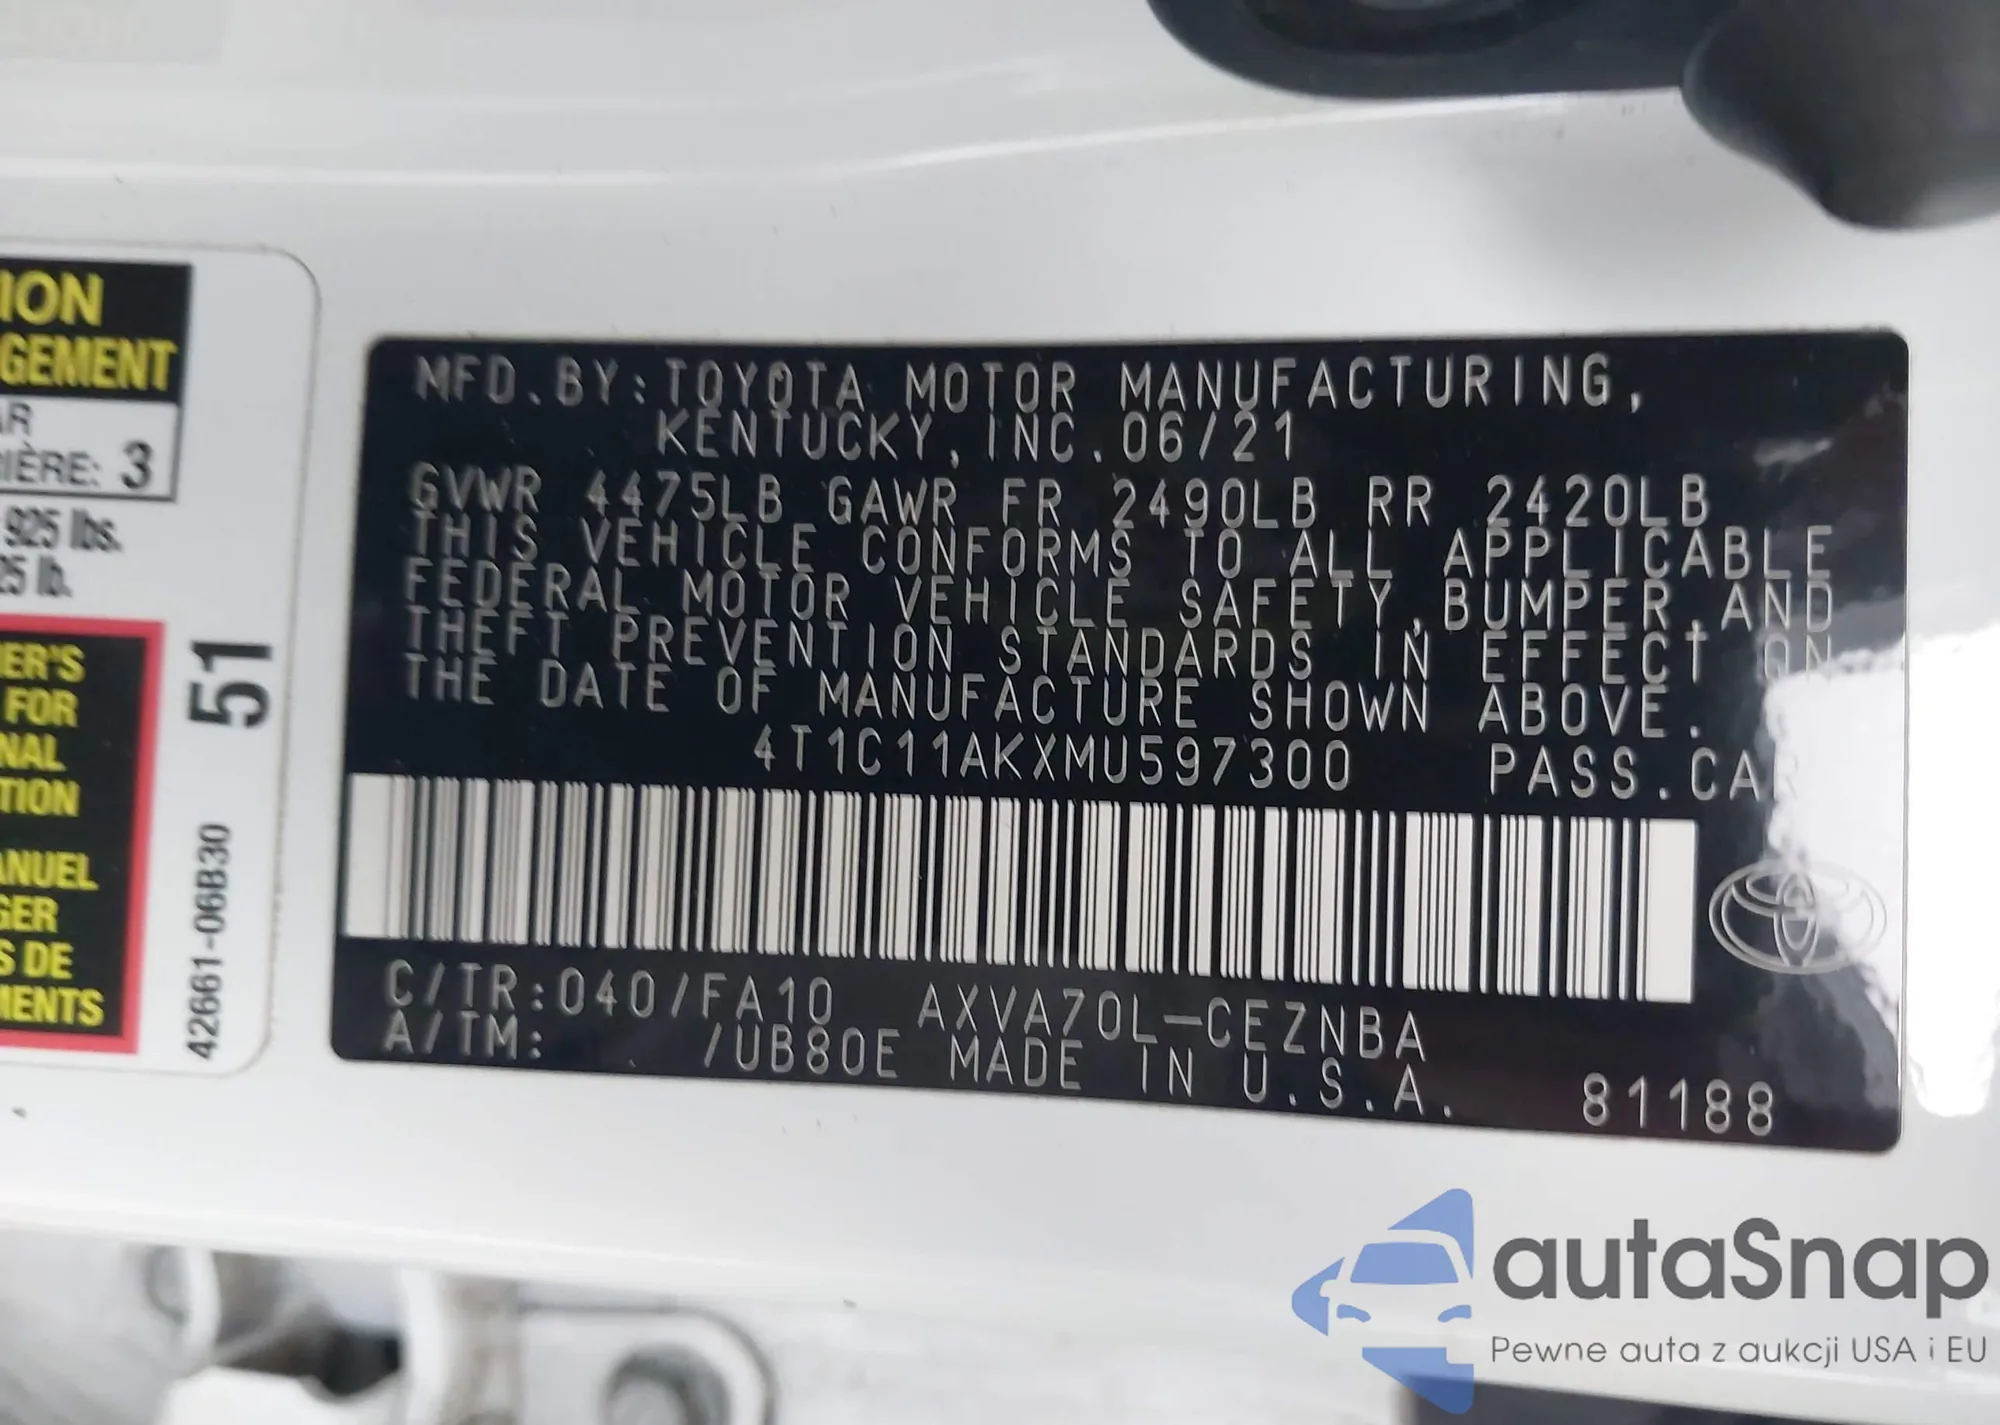 ION
GEMENT
AR
IÈRE: 3
925 lbs.
25 lb.
ER'S
FOR
NAL
TION
ANUEL
GER
S DE
MENTS
51
42661-06B30
MFD.BY:TOYOTA MOTOR MANUFACTURING,
KENTUCKY,INC.06/21
GVWR 4475LB GAWR FR 2490LB RR 2420LB
THIS VEHICLE CONFORMS TO ALL APPLICABLE
FEDERAL MOTOR VEHICLE SAFETY,BUMPER,AND
THEFT PREVENTION STANDARDS IN EFFECT ON
THE DATE OF MANUFACTURE SHOWN ABOVE.
4T1C11AKXMU597300 PASS.CAR
C/TR:040/FA10 AXVA70L-CEZNBA
A/TM: /UB80E MADE IN U.S.A. 81188
autaSnap
Pewne auta z aukcji USA i EU